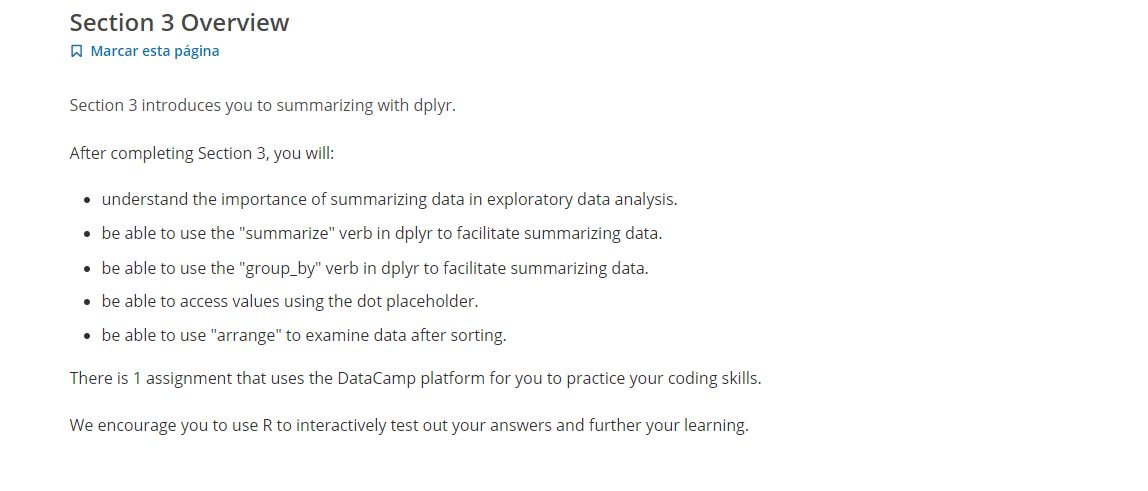 Section 3 Overview
Marcar esta página
Section 3 introduces you to summarizing with dplyr.
After completing Section 3, you will:
understand the importance of summarizing data in exploratory data analysis.
be able to use the "summarize" verb in dplyr to facilitate summarizing data.
be able to use the "group_by" verb in dplyr to facilitate summarizing data.
be able to access values using the dot placeholder.
be able to use "arrange" to examine data after sorting.
There is 1 assignment that uses the DataCamp platform for you to practice your coding skills.
We encourage you to use R to interactively test out your answers and further your learning.